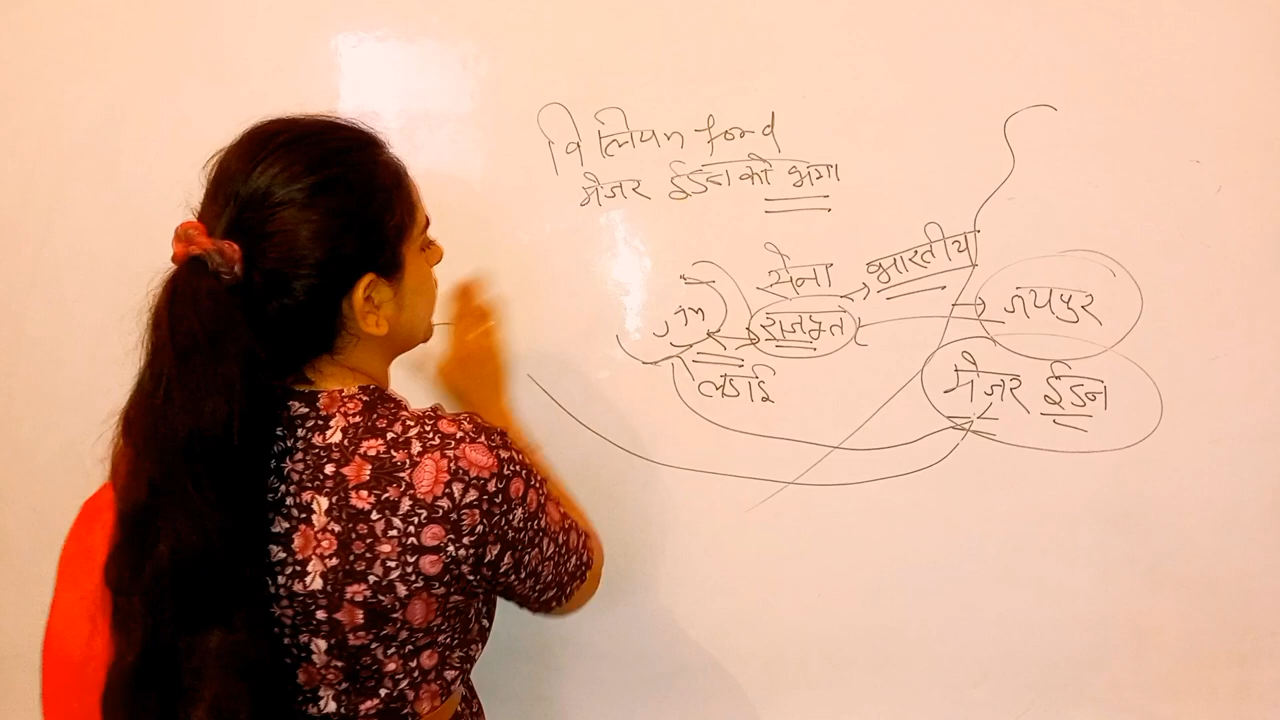 विलियन ford
मेजर ईडन को भगा
सेना भारतीय
राजपूत जयपुर
लडाई मेजर ईडन